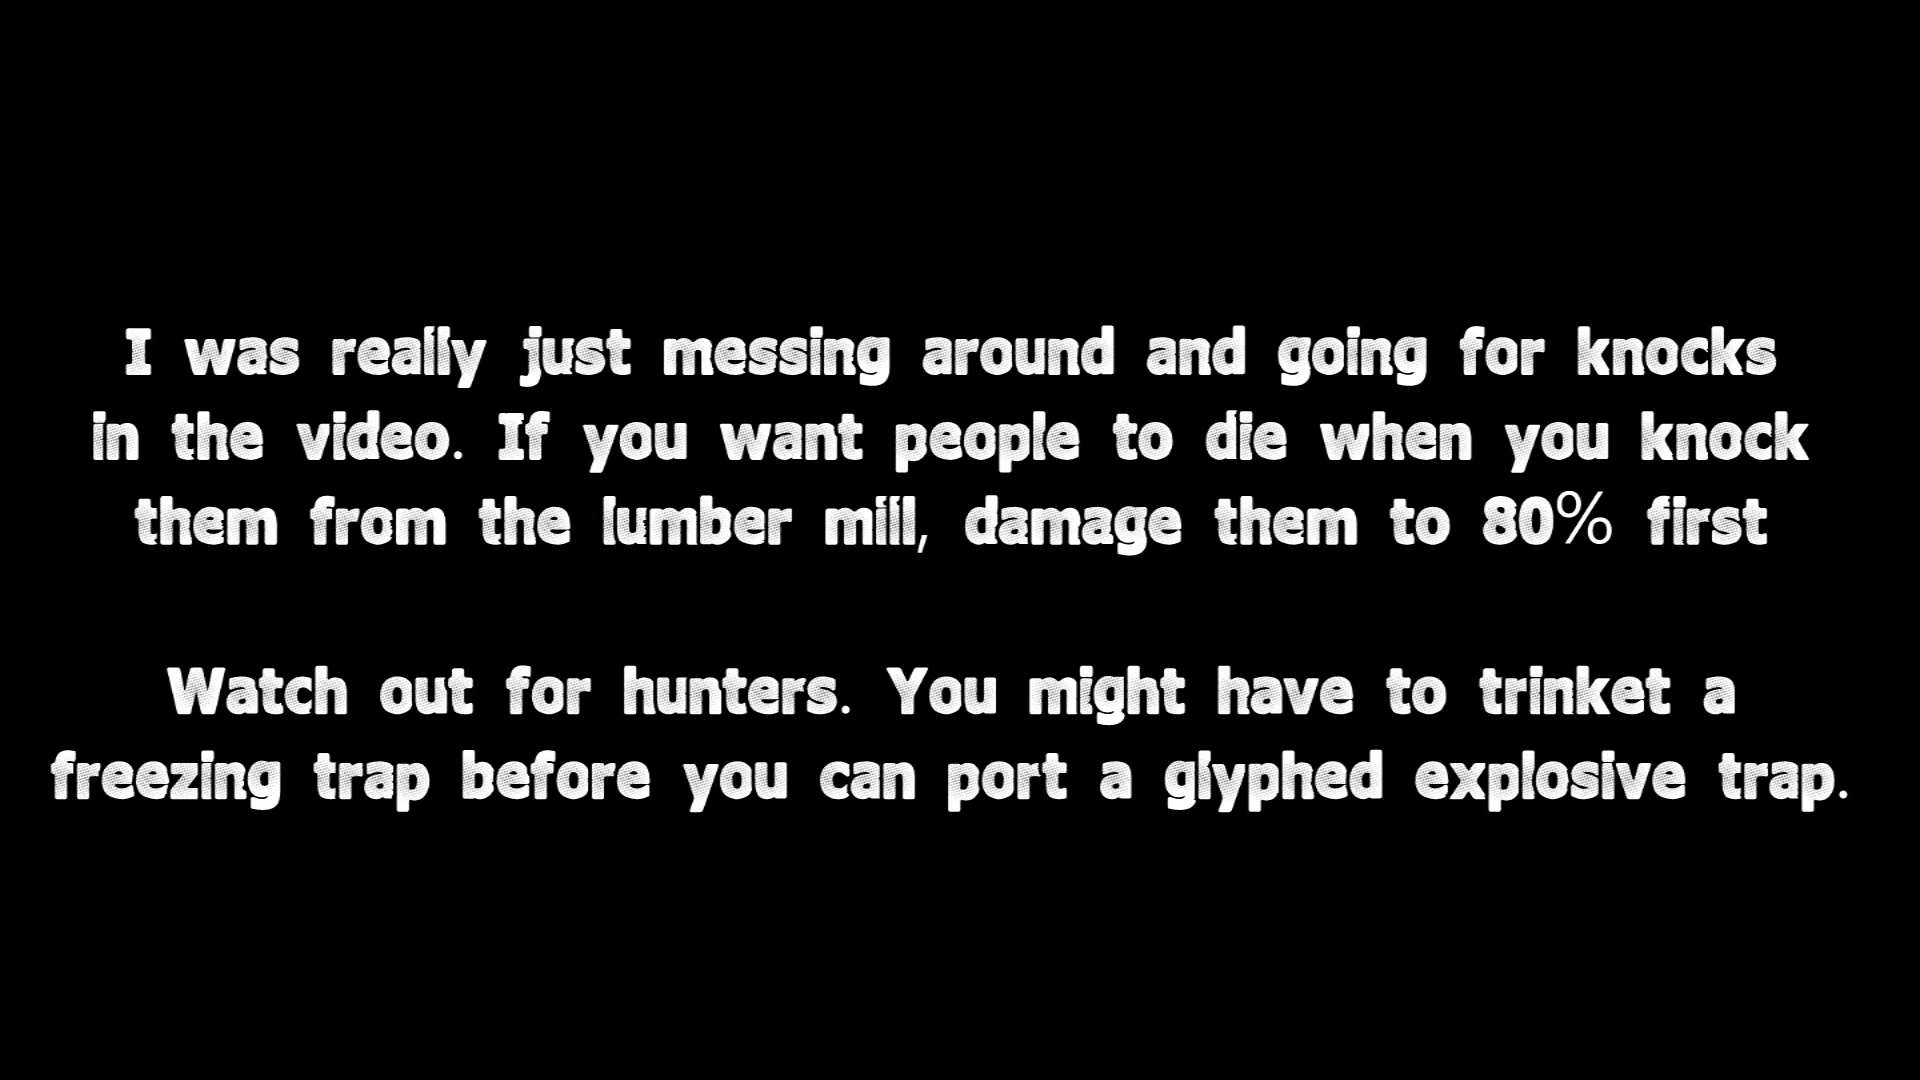 I was really just messing around and going for knocks
in the video. If you want people to die when you knock
them from the lumber mill, damage them to 80% first
Watch out for hunters. You might have to trinket a
freezing trap before you can port a glyphed explosive trap.